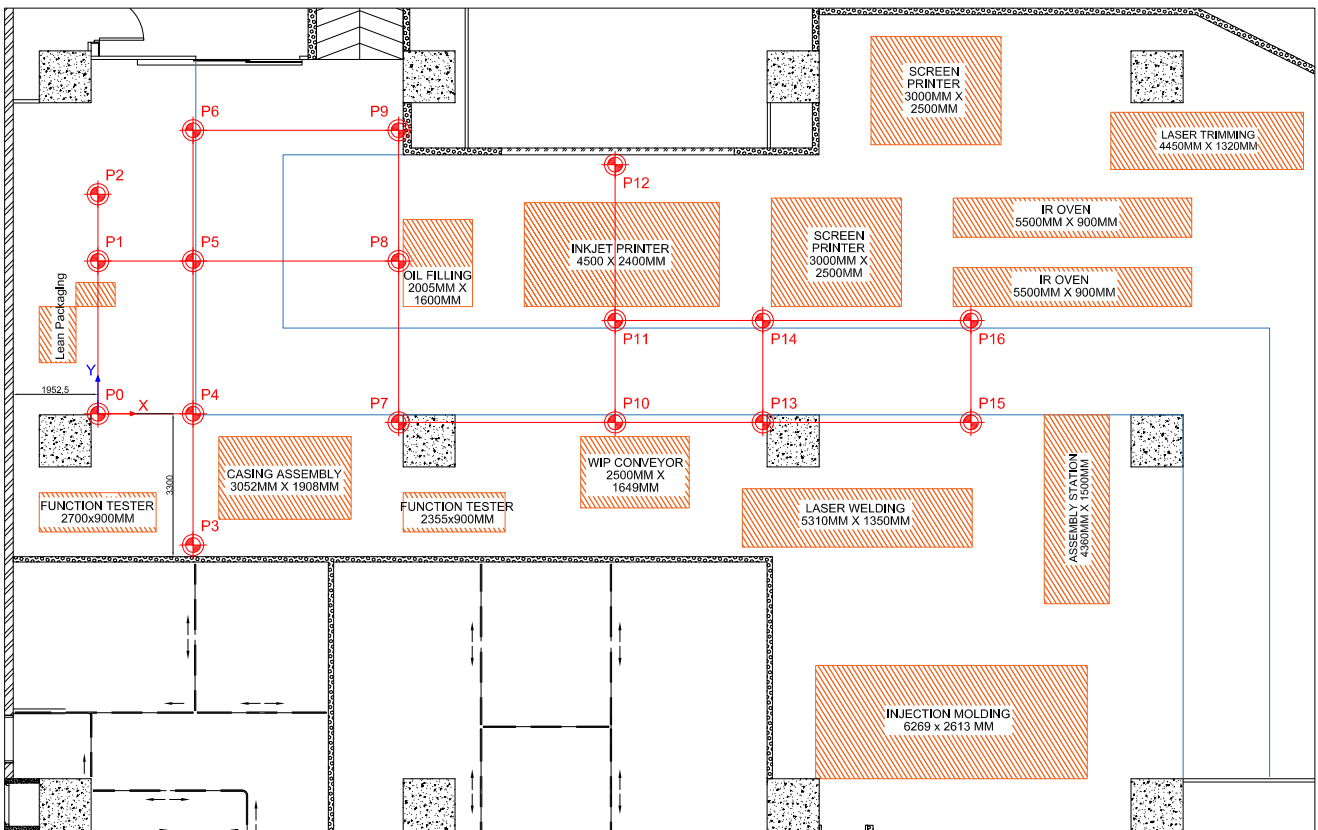 SCREEN
PRINTER
3000MM X
2500MM
P6
P9
LASER TRIMMING
4450MM X 1320MM
P2
P12
IR OVEN
5500MM X 900MM
P1
P5
P8
INKJET PRINTER
4500 X 2400MM
SCREEN
PRINTER
3000MM X
2500MM
OIL FILLING
2005MM X
1600MM
IR OVEN
5500MM X 900MM
Lean Packaging
P11
P14
P16
Y
1952,5
P0
X
P4
P7
P10
P13
P15
3300
CASING ASSEMBLY
3052MM X 1908MM
WIP CONVEYOR
2500MM X
1649MM
ASSEMBLY STATION
4360MM X 1500MM
FUNCTION TESTER
2700x900MM
FUNCTION TESTER
2355x900MM
LASER WELDING
5310MM X 1350MM
P3
INJECTION MOLDING
6269 x 2613 MM